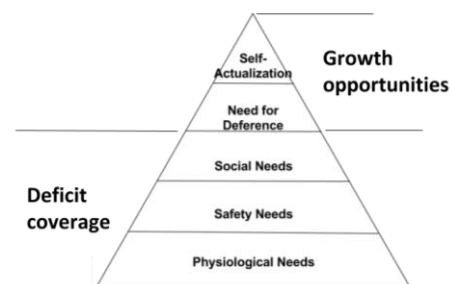 Self-
Actualization
Growth
opportunities
Need for
Deference
Social Needs
Deficit
coverage
Safety Needs
Physiological Needs